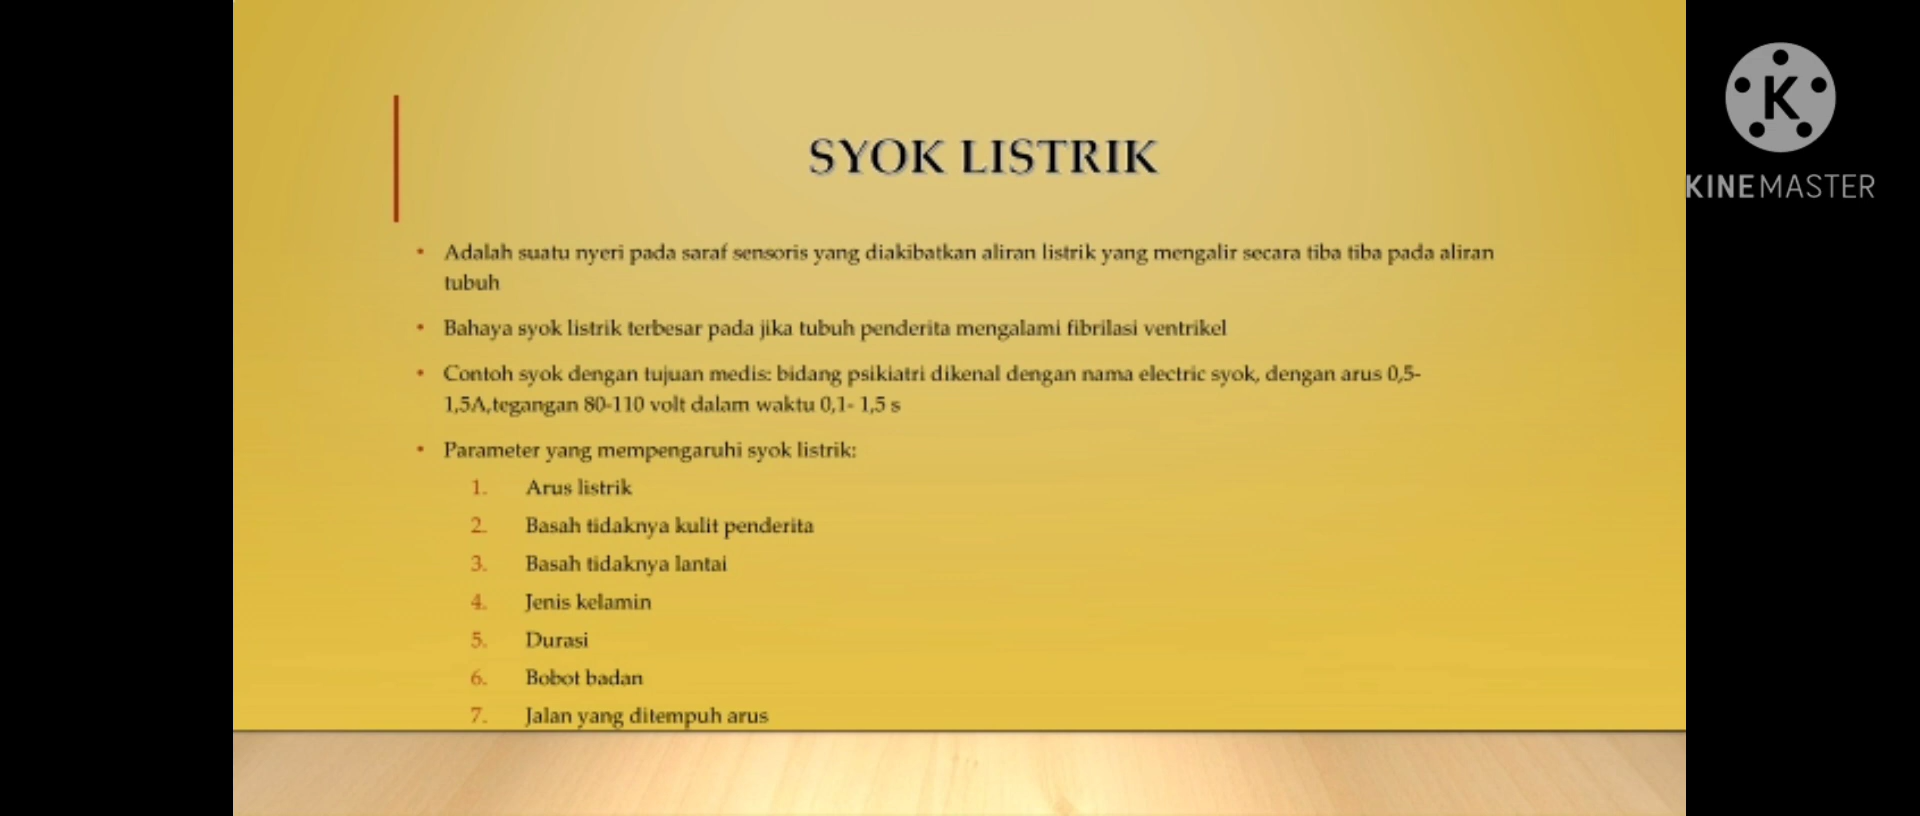 SYOK LISTRIK
• Adalah suatu nyeri pada saraf sensoris yang diakibatkan aliran listrik yang mengalir secara tiba tiba pada aliran
tubuh
• Bahaya syok listrik terbesar pada jika tubuh penderita mengalami fibrilasi ventrikel
• Contoh syok dengan tujuan medis: bidang psikiatri dikenal dengan nama electric syok, dengan arus 0,5-
1,5A,tegangan 80-110 volt dalam waktu 0,1- 1,5 s
• Parameter yang mempengaruhi syok listrik:
1. Arus listrik
2. Basah tidaknya kulit penderita
3. Basah tidaknya lantai
4. Jenis kelamin
5. Durasi
6. Bobot badan
7. Jalan yang ditempuh arus
K
KINEMASTER